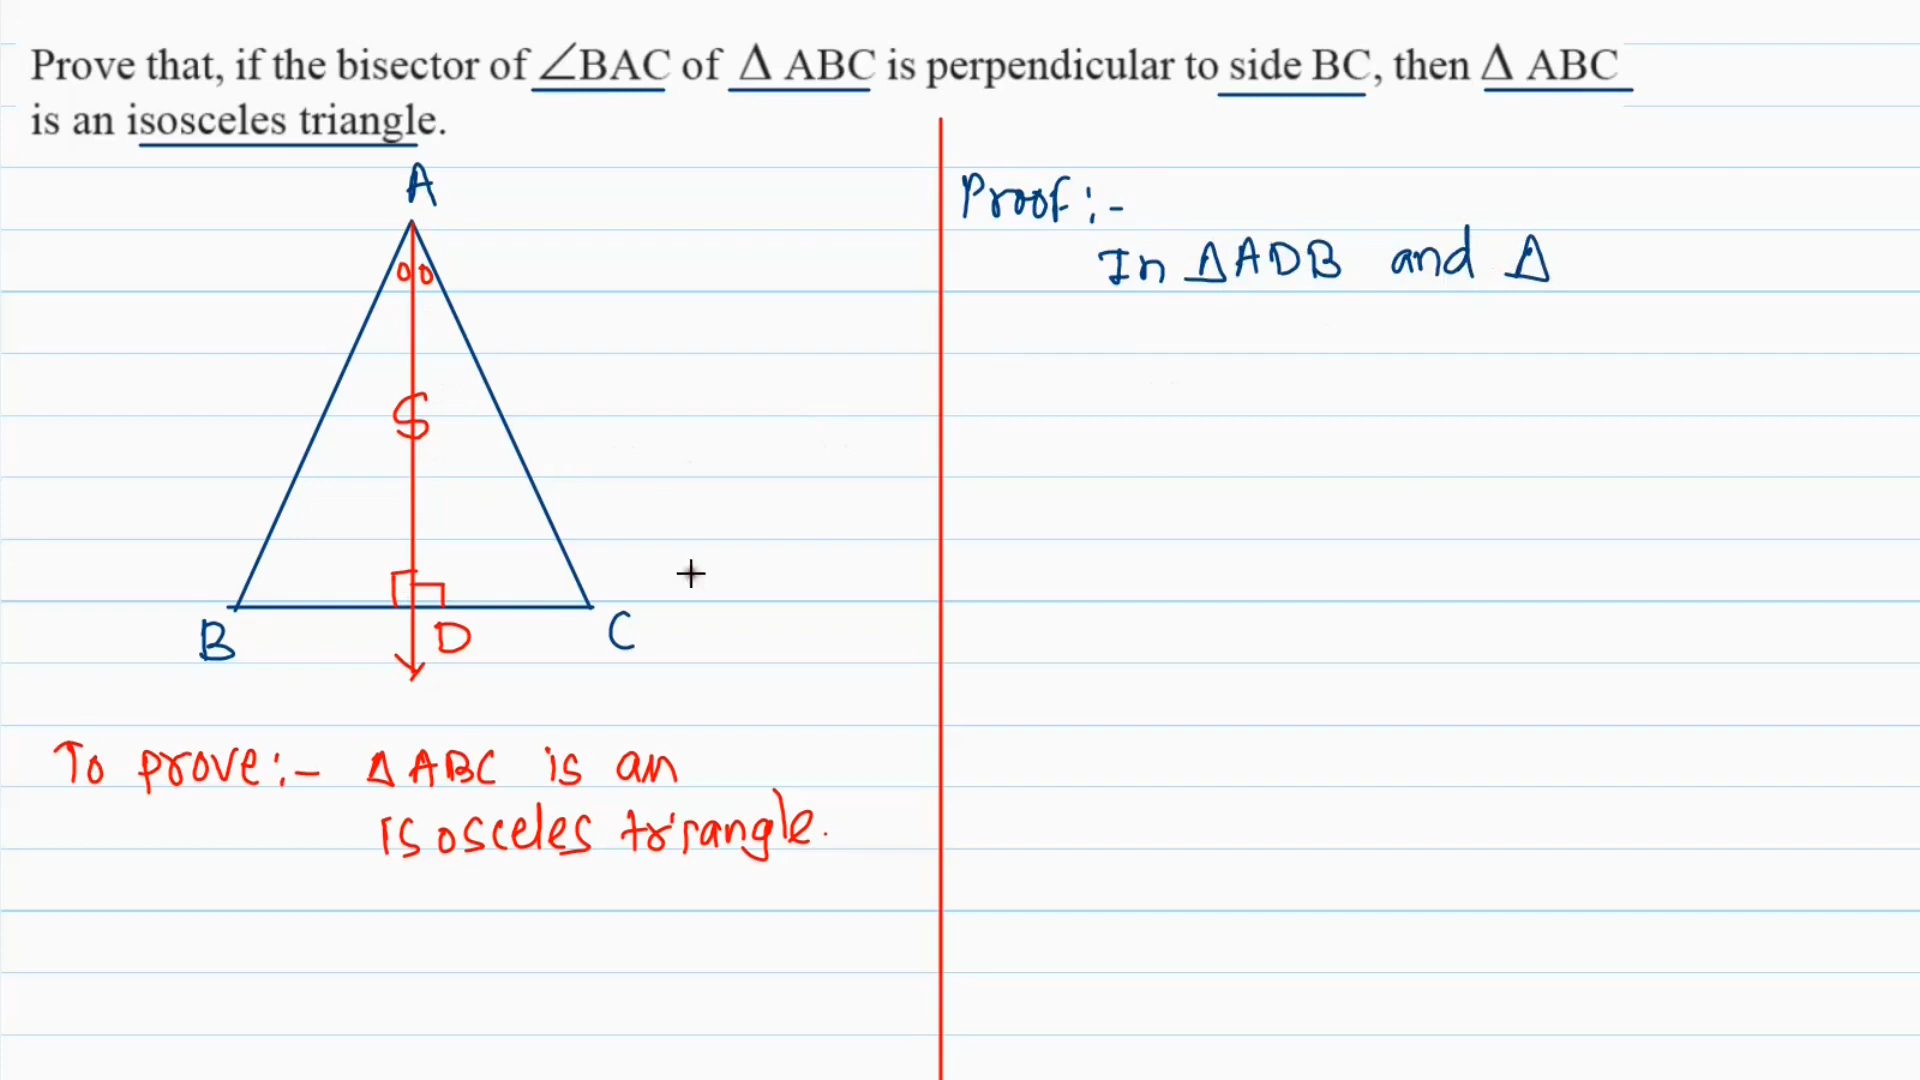 Prove that, if the bisector of ∠BAC of Δ ABC is perpendicular to side BC, then Δ ABC
is an isosceles triangle.
A
B
D
C
To prove:- Δ ABC is an
isosceles triangle.
Proof:-
In ΔADB and Δ